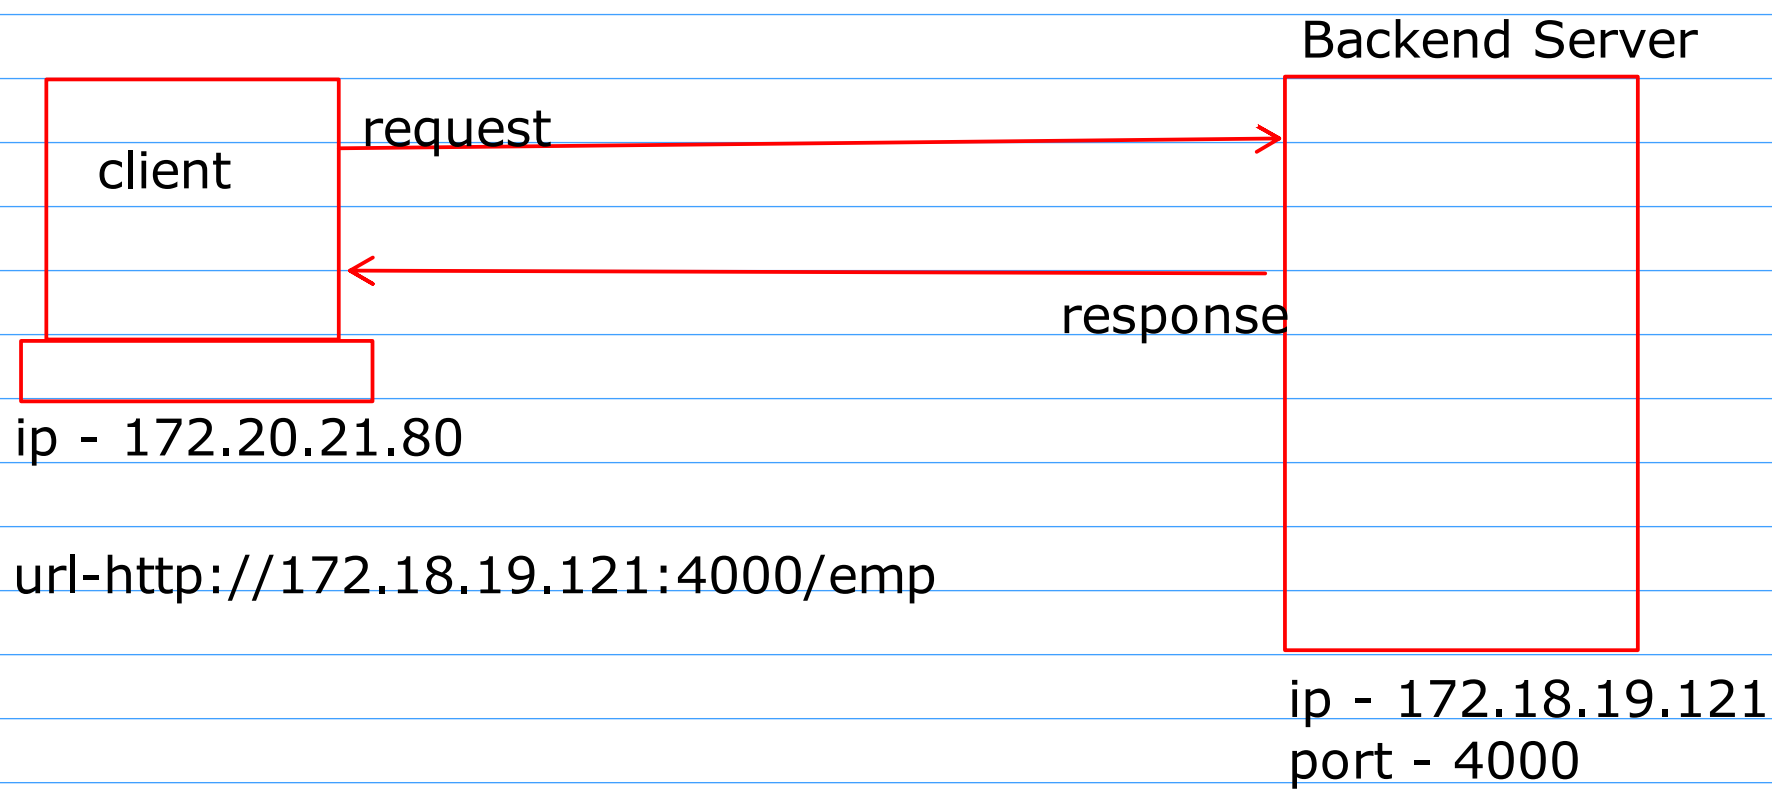 Backend Server
request
client
response
ip - 172.20.21.80
url-http://172.18.19.121:4000/emp
ip - 172.18.19.121
port - 4000